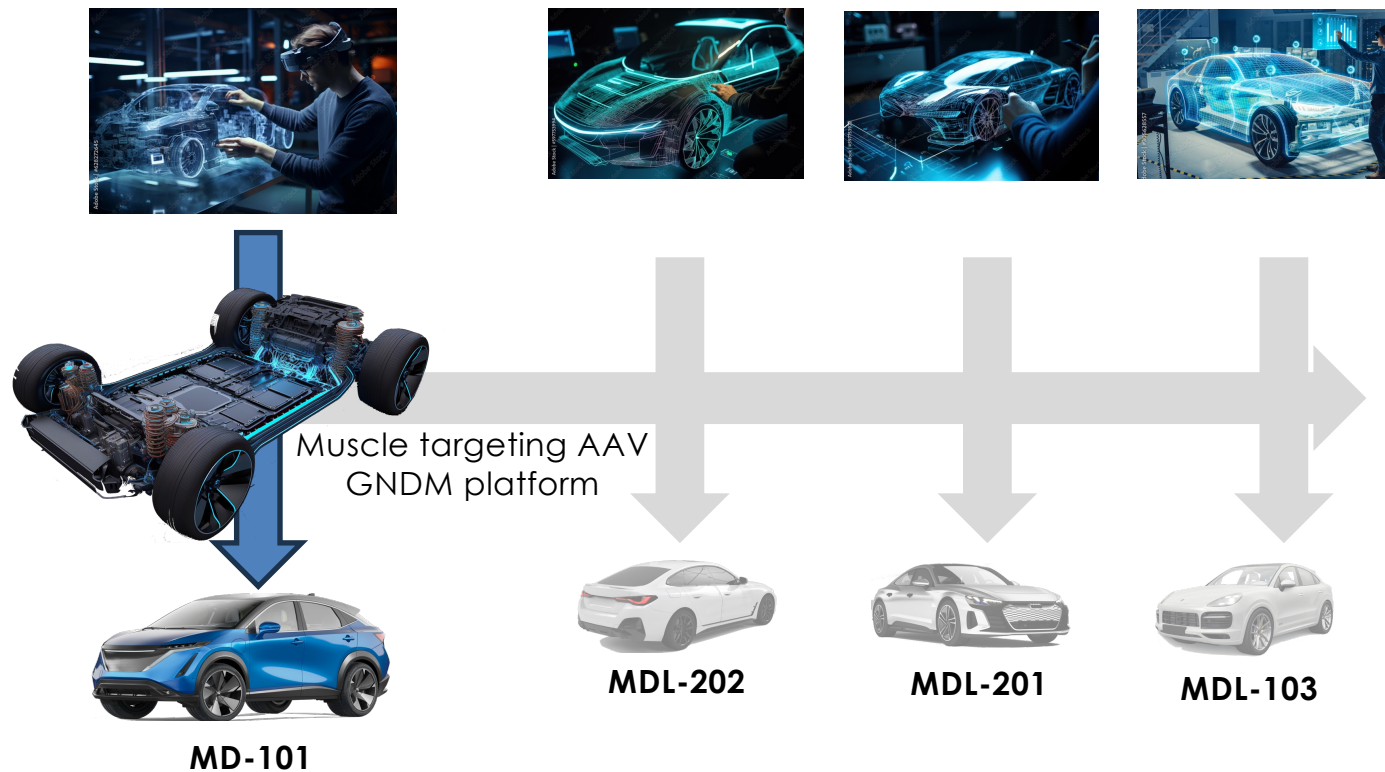 Muscle targeting AAV
GNDM platform
MDL-202
MDL-201
MDL-103
MD-101